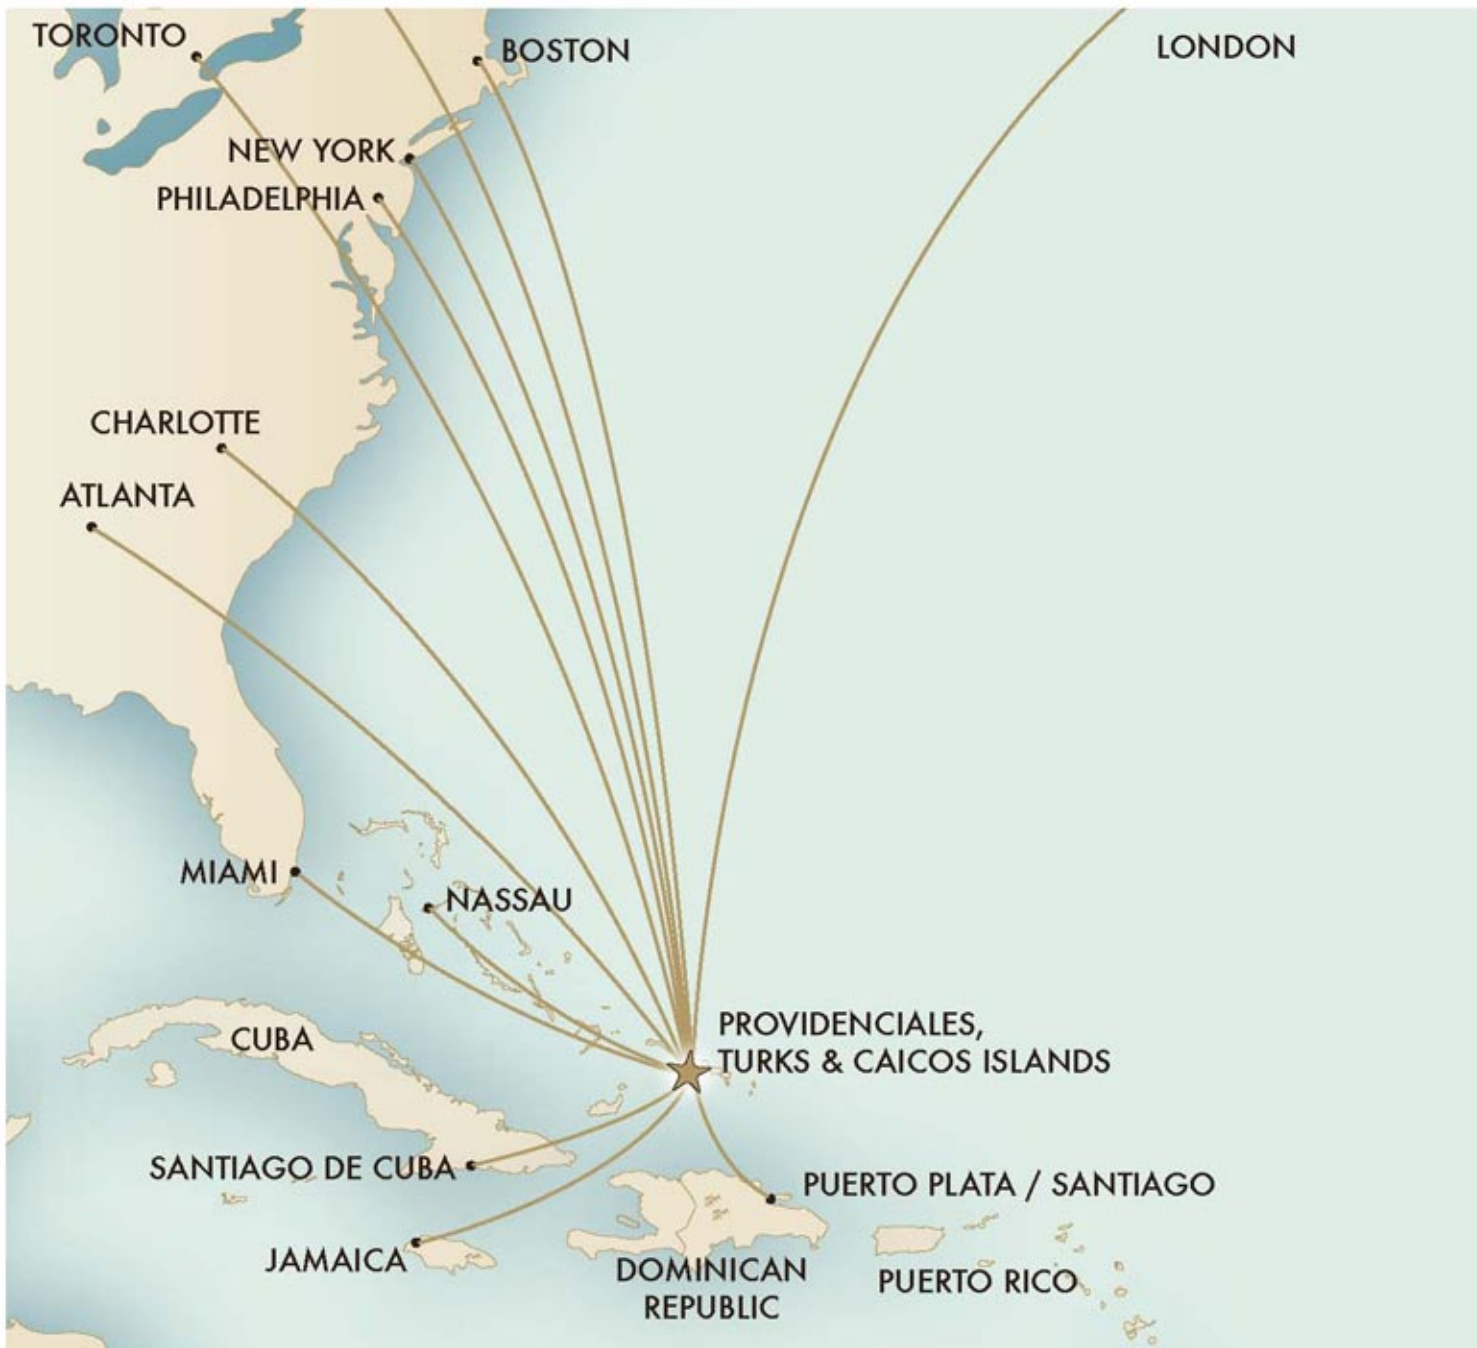 TORONTO
BOSTON
LONDON
NEW YORK
PHILADELPHIA
CHARLOTTE
ATLANTA
MIAMI
NASSAU
PROVIDENCIALES,
TURKS & CAICOS ISLANDS
CUBA
SANTIAGO DE CUBA
PUERTO PLATA / SANTIAGO
JAMAICA
DOMINICAN
REPUBLIC
PUERTO RICO